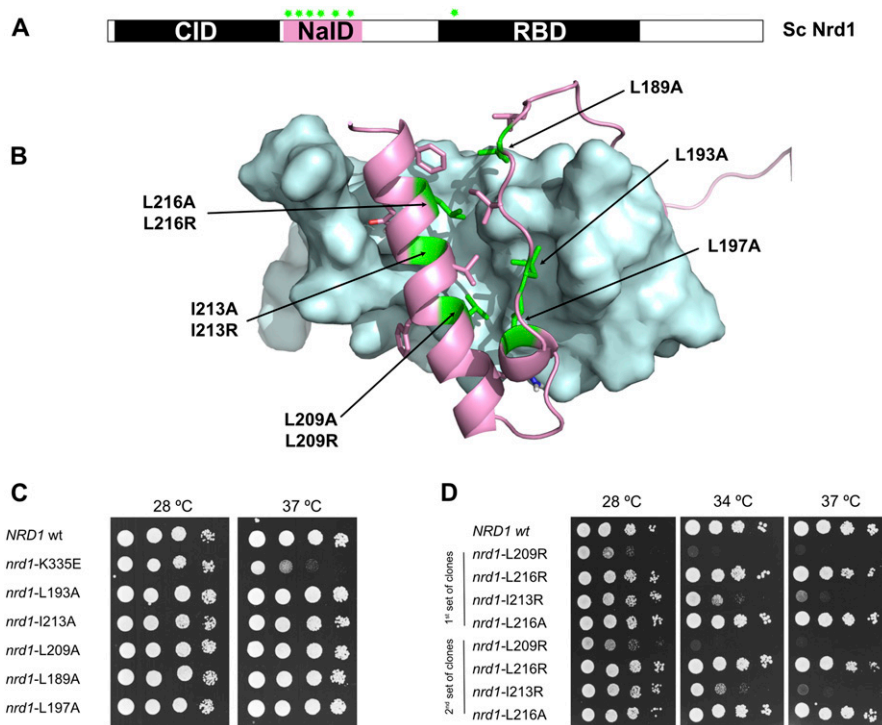 A
CID
NaID
RBD
Sc Nrd1
B
L189A
L193A
L197A
L216A
L216R
I213A
I213R
L209A
L209R
C
28 ºC
37 ºC
NRD1 wt
nrd1-K335E
nrd1-L193A
nrd1-I213A
nrd1-L209A
nrd1-L189A
nrd1-L197A
D
28 ºC
34 ºC
37 ºC
NRD1 wt
1st set of clones
nrd1-L209R
nrd1-L216R
nrd1-I213R
nrd1-L216A
2nd set of clones
nrd1-L209R
nrd1-L216R
nrd1-I213R
nrd1-L216A